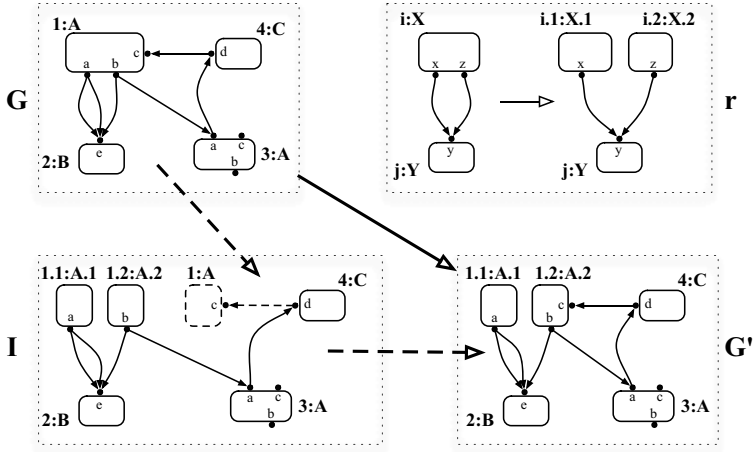 G
1:A
a b c
d
4:C
e
2:B
a c
b
3:A
r
i:X
x z
y
j:Y
i.1:X.1 i.2:X.2
x z
y
j:Y
I
1.1:A.1 1.2:A.2 1:A
a b c
d
4:C
e
2:B
a c
b
3:A
G'
1.1:A.1 1.2:A.2
a b c
d
4:C
e
2:B
a c
b
3:A